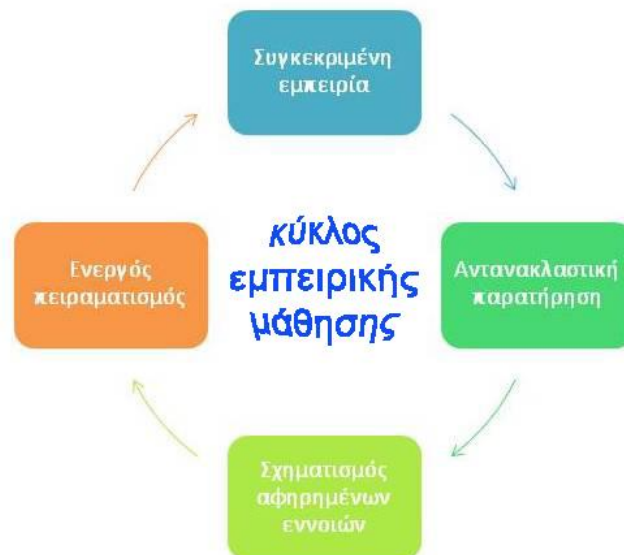 Συγκεκριμένη
εμπειρία
Ενεργός
πειραματισμός
κύκλος
εμπειρικής
μάθησης
Αντανακλαστική
παρατήρηση
Σχηματισμός
αφηρημένων
εννοιών